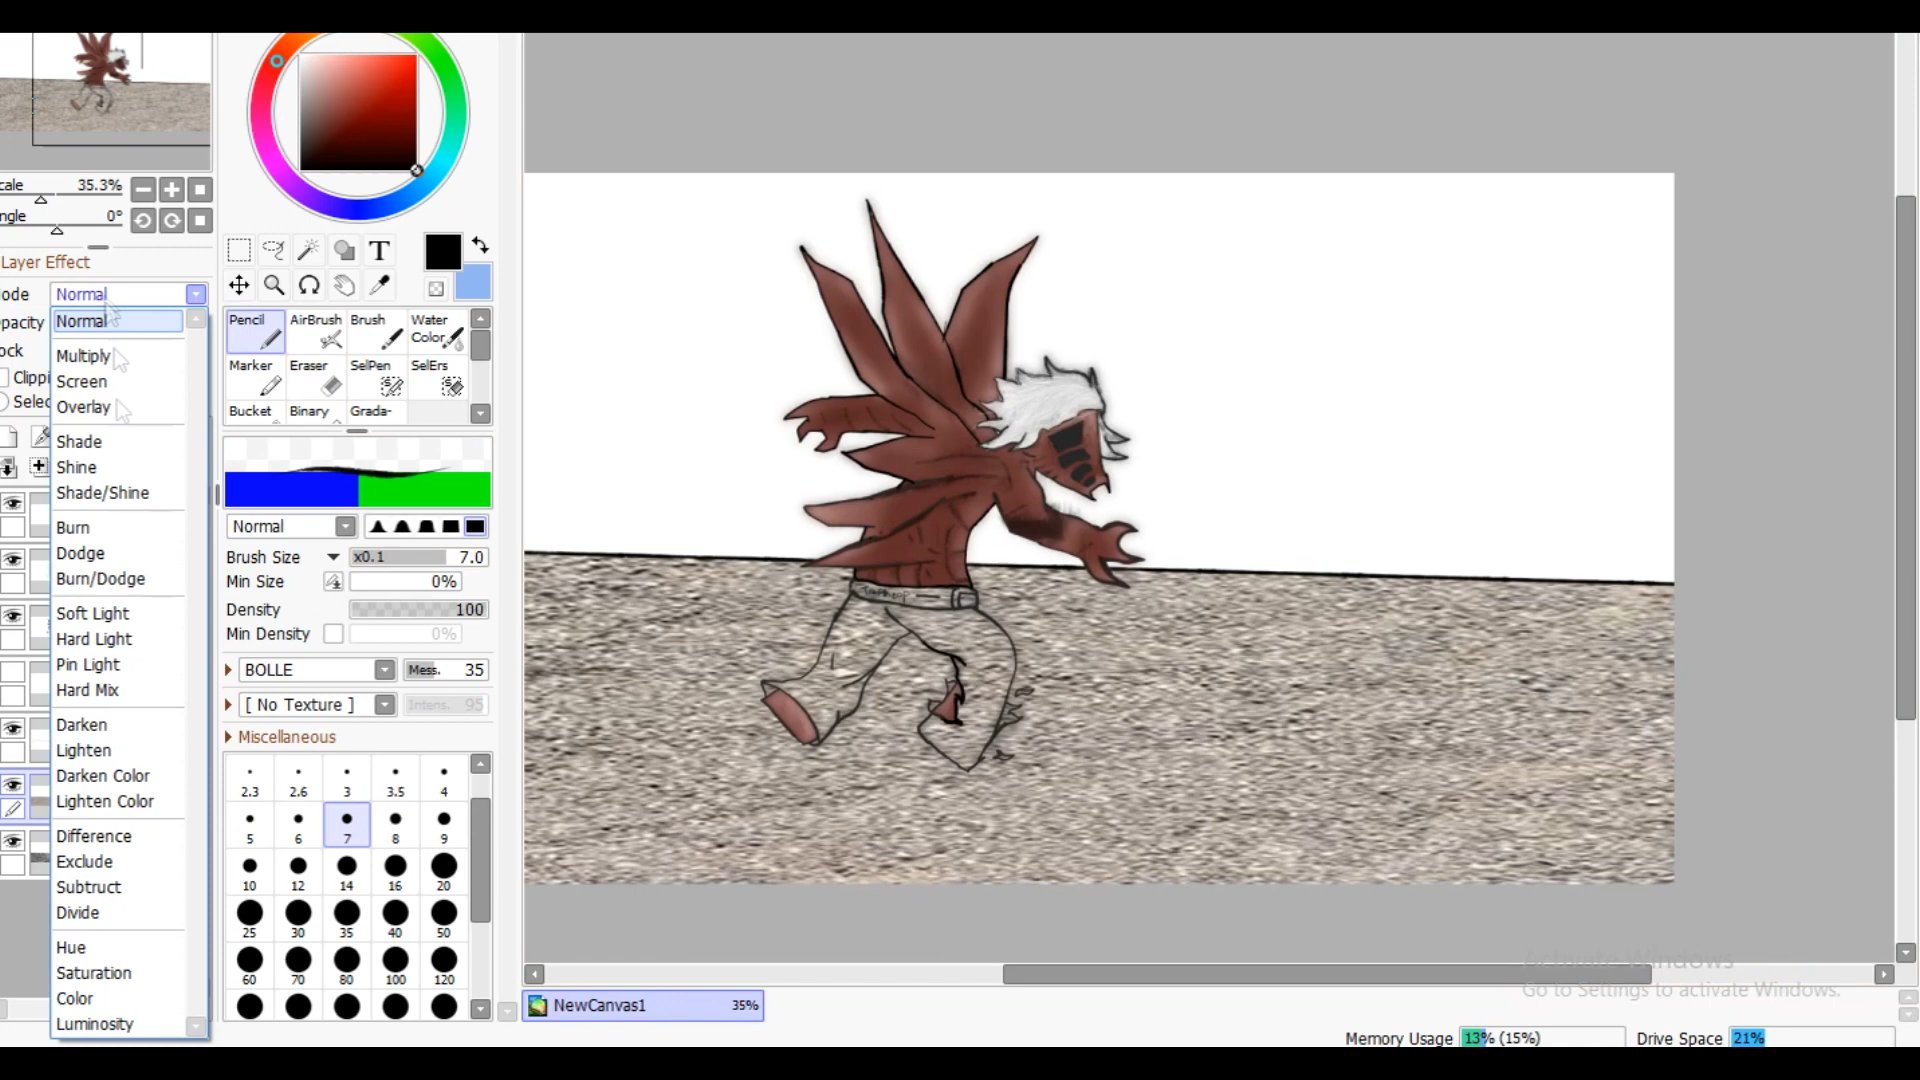 cale 35.3%
ngle 0°
Layer Effect
ode Normal
Normal
pacity
ock
Clippi
Selec
Multiply
Screen
Overlay
Shade
Shine
Shade/Shine
Burn
Dodge
Burn/Dodge
Soft Light
Hard Light
Pin Light
Hard Mix
Darken
Lighten
Darken Color
Lighten Color
Difference
Exclude
Subtruct
Divide
Hue
Saturation
Color
Luminosity
T
Pencil AirBrush Brush Water Color
Marker Eraser SelPen SelErs
Bucket Binary Grada-
Normal
Brush Size x0.1 7.0
Min Size 0%
Density 100
Min Density 0%
BOLLE Mess. 35
[ No Texture ] Intens. 95
Miscellaneous
2.3 2.6 3 3.5 4
5 6 7 8 9
10 12 14 16 20
25 30 35 40 50
60 70 80 100 120
NewCanvas1 35%
Activate Windows
Go to Settings to activate Windows.
Memory Usage 13% (15%) Drive Space 21%